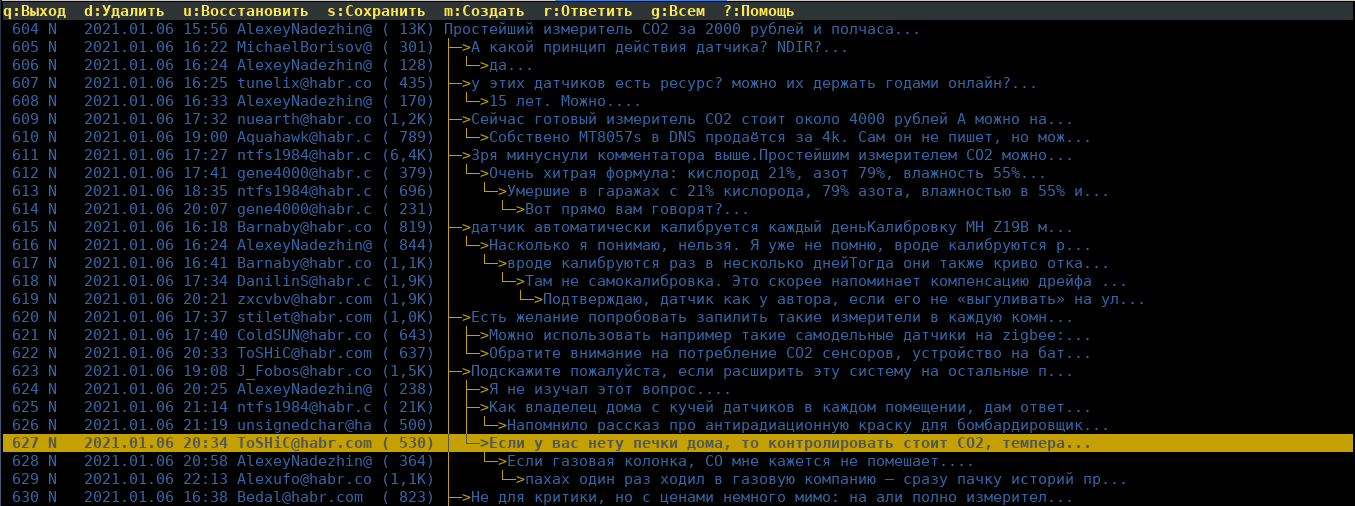 q:Выход  d:Удалить  u:Восстановить  s:Сохранить  m:Создать  r:Ответить  g:Всем  ?:Помощь
604 N   2021.01.06 15:56 AlexeyNadezhin@ ( 13K) Простейший измеритель CO2 за 2000 рублей и полчаса...
605 N   2021.01.06 16:22 MichaelBorisov@ ( 301) ├─>А какой принцип действия датчика? NDIR?...
606 N   2021.01.06 16:24 AlexeyNadezhin@ ( 128) │ └─>да...
607 N   2021.01.06 16:25 tunelix@habr.co ( 435) ├─>у этих датчиков есть ресурс? можно их держать годами онлайн?...
608 N   2021.01.06 16:33 AlexeyNadezhin@ ( 170) │ └─>15 лет. Можно....
609 N   2021.01.06 17:32 nuearth@habr.co (1,2K) ├─>Сейчас готовый измеритель CO2 стоит около 4000 рублей А можно на...
610 N   2021.01.06 19:00 Aquahawk@habr.c ( 789) │ └─>Собствено MT8057s в DNS продаётся за 4k. Сам он не пишет, но мож...
611 N   2021.01.06 17:27 ntfs1984@habr.c (6,4K) ├─>Зря минуснули комментатора выше.Простейшим измерителем CO2 можно...
612 N   2021.01.06 17:41 gene4000@habr.c ( 379) │ └─>Очень хитрая формула: кислород 21%, азот 79%, влажность 55%...
613 N   2021.01.06 18:35 ntfs1984@habr.c ( 696) │   └─>Умершие в гаражах с 21% кислорода, 79% азота, влажностью в 55% и...
614 N   2021.01.06 20:07 gene4000@habr.c ( 231) │     └─>Вот прямо вам говорят?...
615 N   2021.01.06 16:18 Barnaby@habr.co ( 819) ├─>датчик автоматически калибруется каждый деньКалибровку MH Z19B м...
616 N   2021.01.06 16:24 AlexeyNadezhin@ ( 844) │ └─>Насколько я понимаю, нельзя. Я уже не помню, вроде калибруются р...
617 N   2021.01.06 16:41 Barnaby@habr.co (1,1K) │   └─>вроде калибруются раз в несколько днейТогда они также криво отка...
618 N   2021.01.06 17:34 DanilinS@habr.c (1,9K) │     └─>Там не самокалибровка. Это скорее напоминает компенсацию дрейфа ...
619 N   2021.01.06 20:21 zxcvbv@habr.com (1,9K) │       └─>Подтверждаю, датчик как у автора, если его не «выгуливать» на ул...
620 N   2021.01.06 17:37 stilet@habr.com (1,0K) ├─>Есть желание попробовать запилить такие измерители в каждую комн...
621 N   2021.01.06 17:40 ColdSUN@habr.co ( 643) │ ├─>Можно использовать например такие самодельные датчики на zigbee:...
622 N   2021.01.06 20:33 ToSHiC@habr.com ( 637) │ └─>Обратите внимание на потребление CO2 сенсоров, устройство на бат...
623 N   2021.01.06 19:08 J_Fobos@habr.co (1,5K) ├─>Подскажите пожалуйста, если расширить эту систему на остальные п...
624 N   2021.01.06 20:25 AlexeyNadezhin@ ( 238) │ ├─>Я не изучал этот вопрос....
625 N   2021.01.06 21:14 ntfs1984@habr.c ( 21K) │ ├─>Как владелец дома с кучей датчиков в каждом помещении, дам ответ...
626 N   2021.01.06 21:19 unsignedchar@ha ( 500) │ │ └─>Напомнило рассказ про антирадиационную краску для бомбардировщик...
627 N   2021.01.06 20:34 ToSHiC@habr.com ( 530) │ └─>Если у вас нету печки дома, то контролировать стоит CO2, темпера...
628 N   2021.01.06 20:58 AlexeyNadezhin@ ( 364) │   └─>Если газовая колонка, CO мне кажется не помешает....
629 N   2021.01.06 22:13 Alexufo@habr.co (1,1K) │     └─>пахах один раз ходил в газовую компанию — сразу пачку историй пр...
630 N   2021.01.06 16:38 Bedal@habr.com  ( 823) ├─>Не для критики, но с ценами немного мимо: на али полно измерител...